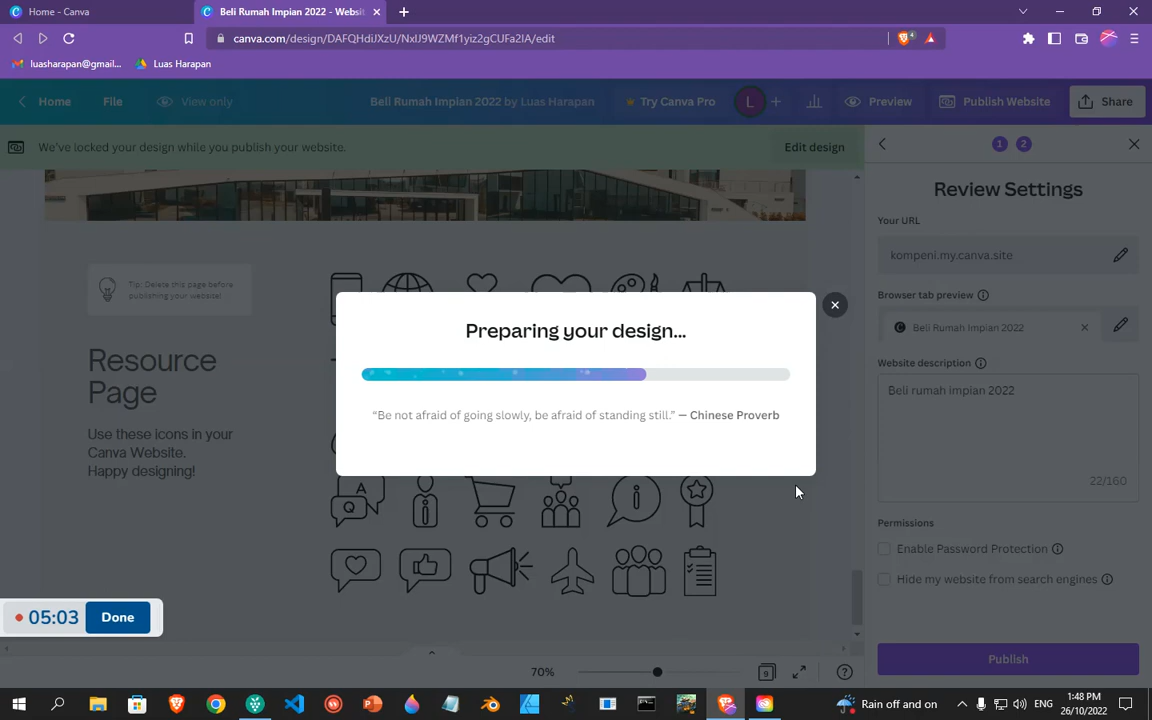 Home - Canva
Beli Rumah Impian 2022 - Websit
canva.com/design/DAFQHdiJXzU/NxIJ9WZMf1yiz2gCUFa2IA/edit
4
luasharapan@gmail...
Luas Harapan
Home
File
View only
Beli Rumah Impian 2022 by Luas Harapan
Try Canva Pro
L
Preview
Publish Website
Share
We've locked your design while you publish your website.
Edit design
Review Settings
1
2
Your URL
kompeni.my.canva.site
Browser tab preview
Beli Rumah Impian 2022
Website description
Beli rumah impian 2022
22/160
Permissions
Enable Password Protection
Hide my website from search engines
Publish
Tip: Delete this page before
publishing your website!
Resource
Page
Use these icons in your
Canva Website.
Happy designing!
A
Q
Preparing your design...
“Be not afraid of going slowly, be afraid of standing still.” — Chinese Proverb
05:03
Done
70%
9
Rain off and on
ENG
1:48 PM
26/10/2022